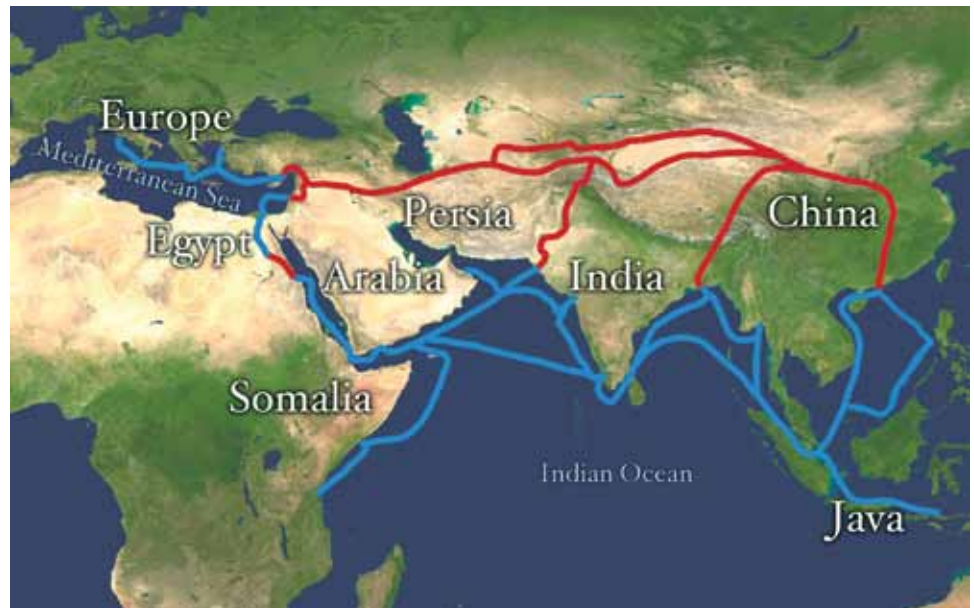 Europe
Mediterranean Sea
Egypt
Persia
China
Arabia
India
Somalia
Indian Ocean
Java